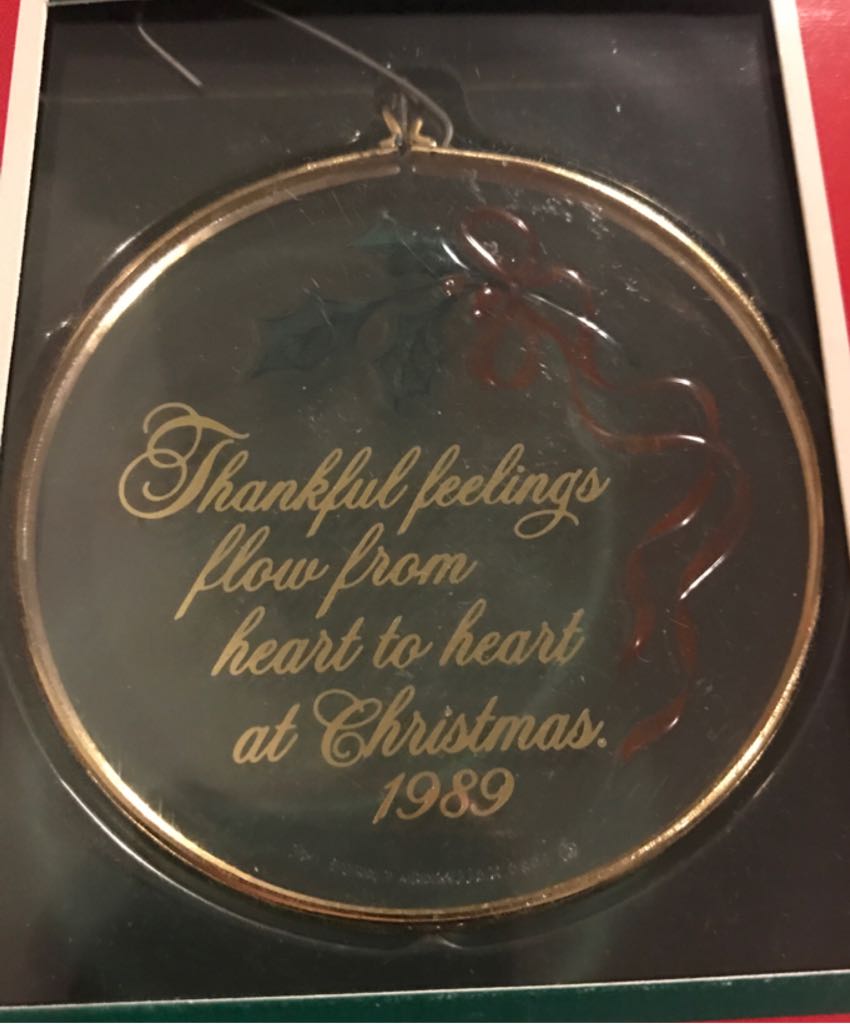 Thankful feelings
flow from
heart to heart
at Christmas.
1989